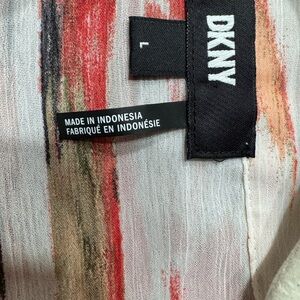 DKNY
L
MADE IN INDONESIA
FABRIQUÉ EN INDONÉSIE